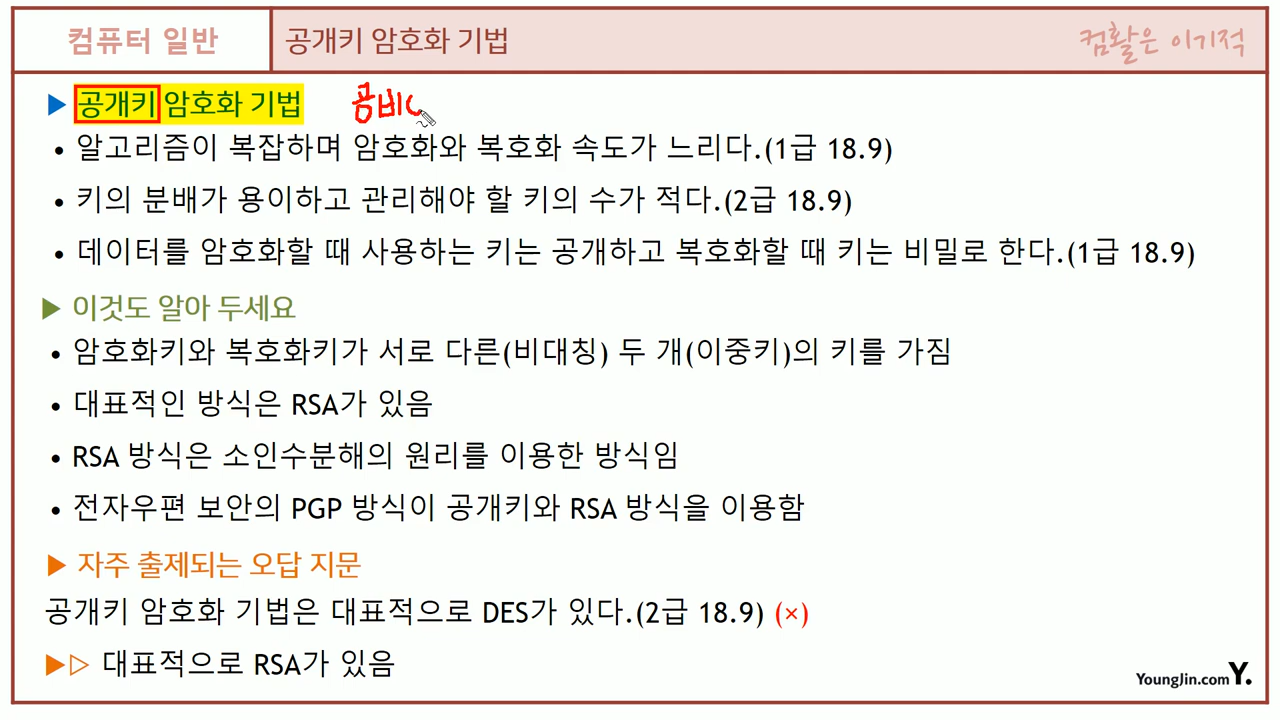 컴퓨터 일반
공개키 암호화 기법
컴활은 이기적
▶ 공개키 암호화 기법 공비
• 알고리즘이 복잡하며 암호화와 복호화 속도가 느리다.(1급 18.9)
• 키의 분배가 용이하고 관리해야 할 키의 수가 적다.(2급 18.9)
• 데이터를 암호화할 때 사용하는 키는 공개하고 복호화할 때 키는 비밀로 한다.(1급 18.9)
▶ 이것도 알아 두세요
• 암호화키와 복호화키가 서로 다른(비대칭) 두 개(이중키)의 키를 가짐
• 대표적인 방식은 RSA가 있음
• RSA 방식은 소인수분해의 원리를 이용한 방식임
• 전자우편 보안의 PGP 방식이 공개키와 RSA 방식을 이용함
▶ 자주 출제되는 오답 지문
공개키 암호화 기법은 대표적으로 DES가 있다.(2급 18.9) (×)
▶▷ 대표적으로 RSA가 있음
YoungJin.com Y.